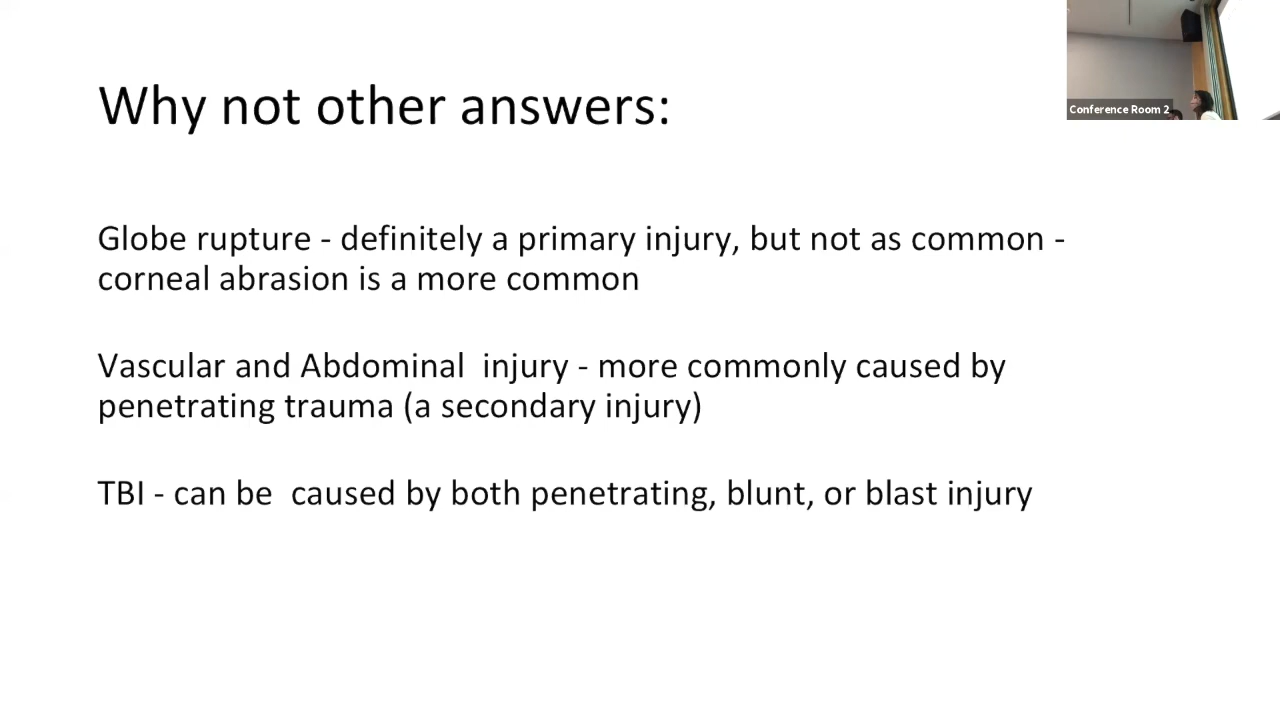 Why not other answers:
Globe rupture - definitely a primary injury, but not as common -
corneal abrasion is a more common
Vascular and Abdominal  injury - more commonly caused by
penetrating trauma (a secondary injury)
TBI - can be  caused by both penetrating, blunt, or blast injury
Conference Room 2